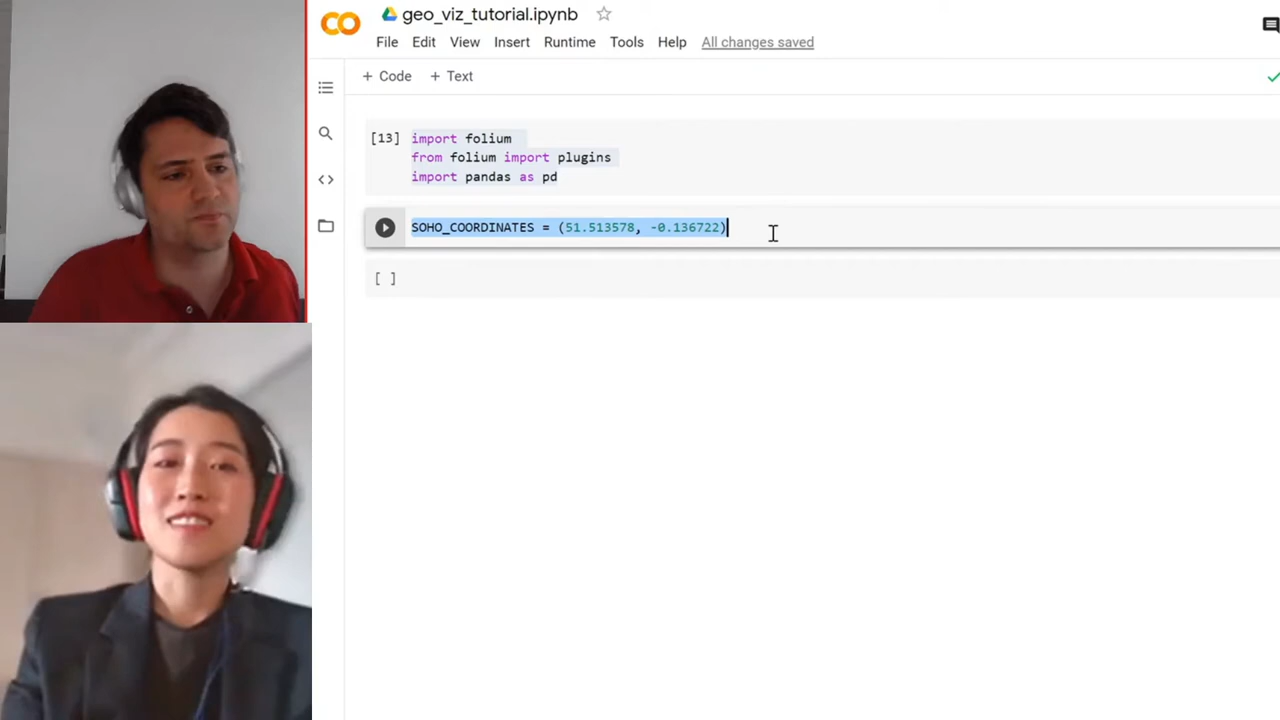 geo_viz_tutorial.ipynb
File Edit View Insert Runtime Tools Help All changes saved
+ Code + Text
[13] import folium
from folium import plugins
import pandas as pd
SOHO_COORDINATES = (51.513578, -0.136722)
[ ]